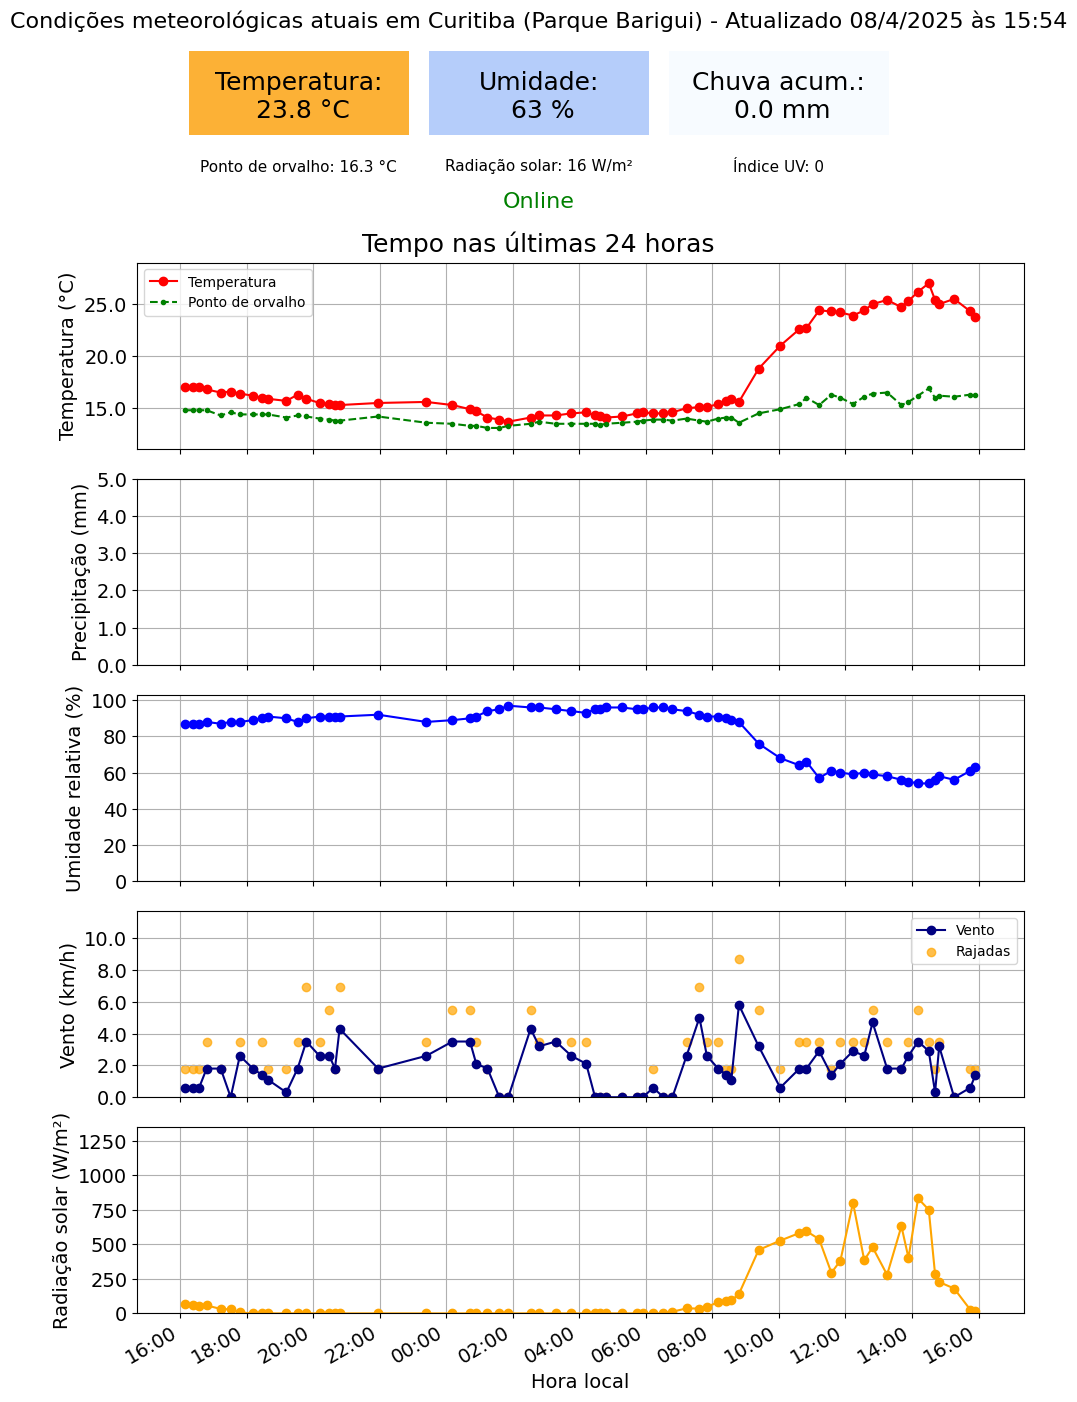 Condições meteorológicas atuais em Curitiba (Parque Barigui) - Atualizado 08/4/2025 às 15:54
Temperatura:
23.8 °C
Umidade:
63 %
Chuva acum.:
0.0 mm
Ponto de orvalho: 16.3 °C
Radiação solar: 16 W/m²
Índice UV: 0
Online
Tempo nas últimas 24 horas
Temperatura (°C)
25.0
20.0
15.0
Temperatura
Ponto de orvalho
Precipitação (mm)
5.0
4.0
3.0
2.0
1.0
0.0
Umidade relativa (%)
100
80
60
40
20
0
Vento (km/h)
10.0
8.0
6.0
4.0
2.0
0.0
Vento
Rajadas
Radiação solar (W/m²)
1250
1000
750
500
250
0
16:00
18:00
20:00
22:00
00:00
02:00
04:00
06:00
08:00
10:00
12:00
14:00
16:00
Hora local